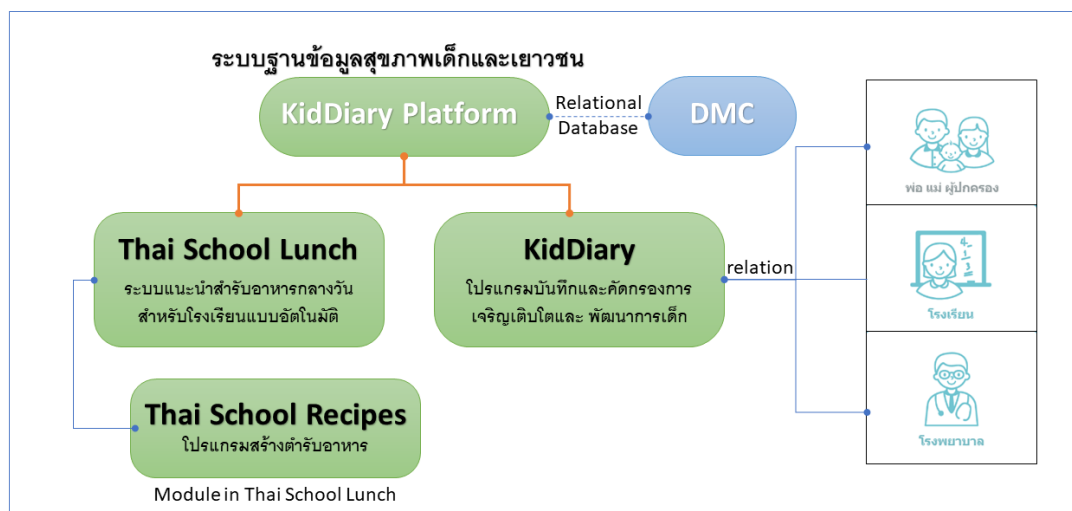 ระบบฐานข้อมูลสุขภาพเด็กและเยาวชน
KidDiary Platform
Relational
Database
DMC
พ่อ แม่ ผู้ปกครอง
Thai School Lunch
ระบบแนะนำสำรับอาหารกลางวัน
สำหรับโรงเรียนแบบอัตโนมัติ
KidDiary
โปรแกรมบันทึกและคัดกรองการ
เจริญเติบโตและ พัฒนาการเด็ก
relation
โรงเรียน
Thai School Recipes
โปรแกรมสร้างตำรับอาหาร
Module in Thai School Lunch
โรงพยาบาล